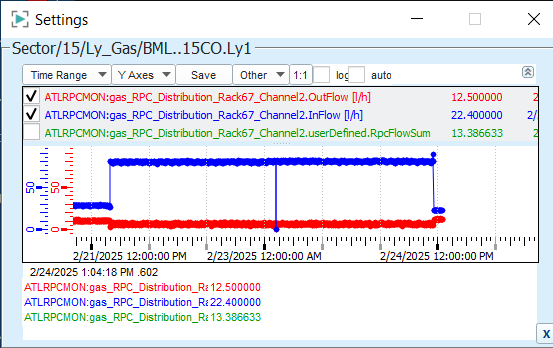 Settings
Sector/15/Ly_Gas/BML..15CO.Ly1
Time Range Y Axes Save Other 1:1 log auto
ATLRPCMON:gas_RPC_Distribution_Rack67_Channel2.OutFlow [l/h] 12.500000 2
ATLRPCMON:gas_RPC_Distribution_Rack67_Channel2.InFlow [l/h] 22.400000 2/
ATLRPCMON:gas_RPC_Distribution_Rack67_Channel2.userDefined.RpcFlowSum 13.386633 2
50 50
0 0
2/21/2025 12:00:00 PM 2/23/2025 12:00:00 AM 2/24/2025 12:00:00 PM
2/24/2025 1:04:18 PM .602
ATLRPCMON:gas_RPC_Distribution_Ra 12.500000
ATLRPCMON:gas_RPC_Distribution_Ra 22.400000
ATLRPCMON:gas_RPC_Distribution_Ra 13.386633
X